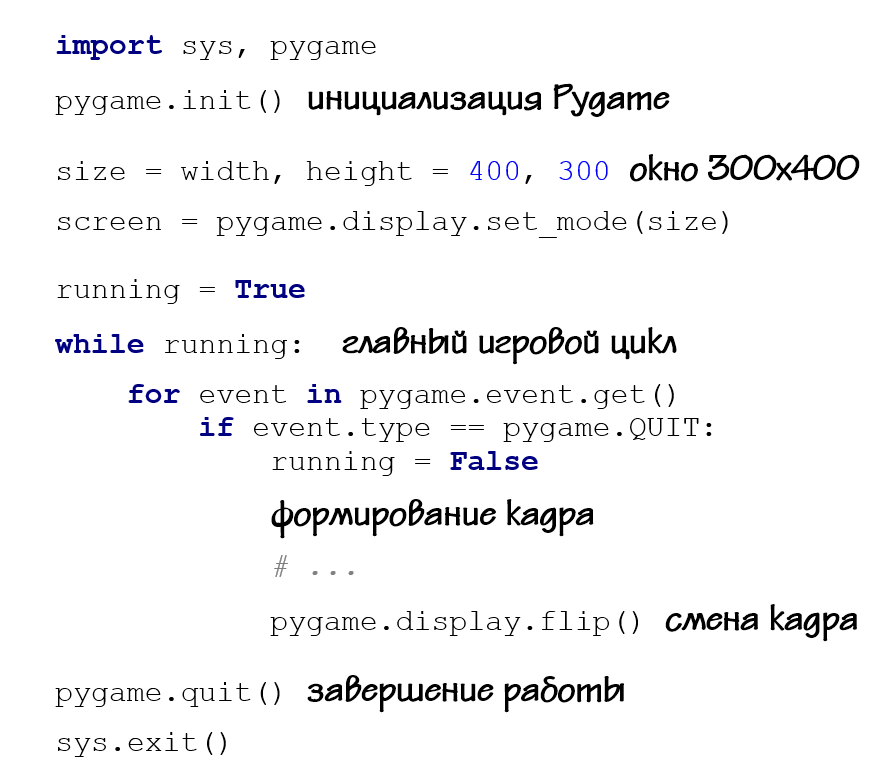 import sys, pygame
pygame.init() инициализация Pygame
size = width, height = 400, 300 окно 300x400
screen = pygame.display.set_mode(size)
running = True
while running: главный игровой цикл
for event in pygame.event.get()
if event.type == pygame.QUIT:
running = False
формирование кадра
# ...
pygame.display.flip() смена кадра
pygame.quit() завершение работы
sys.exit()